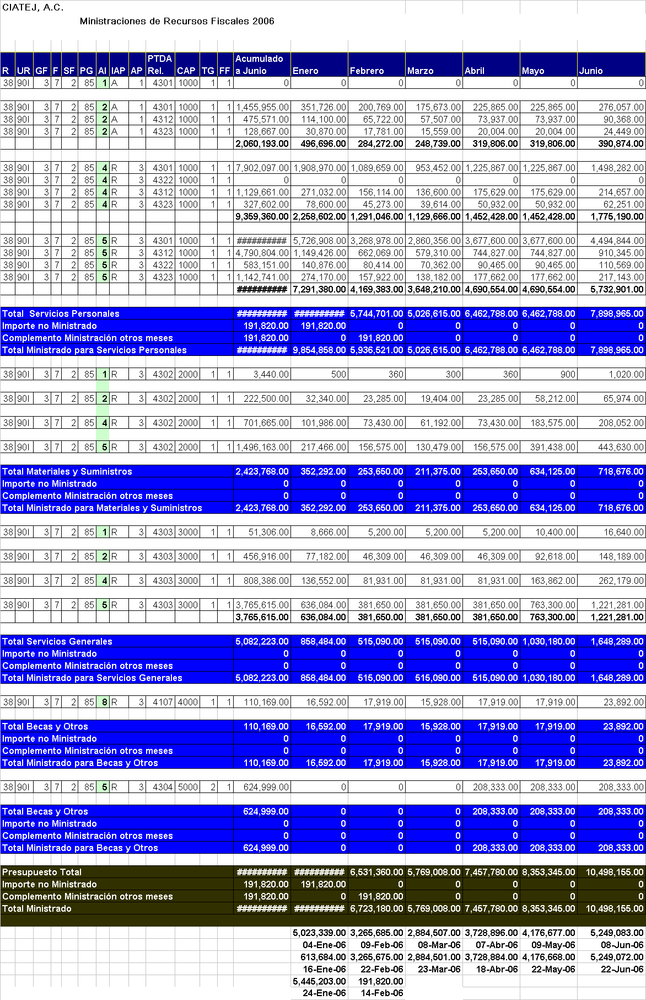 CIATEJ, A.C.
Ministraciones de Recursos Fiscales 2006
R UR GF F SF PG AI IAP AP PTDA Rel. CAP TG FF Acumulado a Junio Enero Febrero Marzo Abril Mayo Junio
38 90I 3 7 2 85 1 A 1 4301 1000 1 1 0 0 0 0 0 0 0
38 90I 3 7 2 85 2 A 1 4301 1000 1 1 1,455,955.00 351,726.00 200,769.00 175,673.00 225,865.00 225,865.00 276,057.00
38 90I 3 7 2 85 2 A 1 4312 1000 1 1 475,571.00 114,100.00 65,722.00 57,507.00 73,937.00 73,937.00 90,368.00
38 90I 3 7 2 85 2 A 1 4323 1000 1 1 128,667.00 30,870.00 17,781.00 15,559.00 20,004.00 20,004.00 24,449.00
2,060,193.00 496,696.00 284,272.00 248,739.00 319,806.00 319,806.00 390,874.00
38 90I 3 7 2 85 4 R 3 4301 1000 1 1 7,902,097.00 1,908,970.00 1,089,659.00 953,452.00 1,225,867.00 1,225,867.00 1,498,282.00
38 90I 3 7 2 85 4 R 3 4322 1000 1 1 0 0 0 0 0 0 0
38 90I 3 7 2 85 4 R 3 4312 1000 1 1 1,129,661.00 271,032.00 156,114.00 136,600.00 175,629.00 175,629.00 214,657.00
38 90I 3 7 2 85 4 R 3 4323 1000 1 1 327,602.00 78,600.00 45,273.00 39,614.00 50,932.00 50,932.00 62,251.00
9,359,360.00 2,258,602.00 1,291,046.00 1,129,666.00 1,452,428.00 1,452,428.00 1,775,190.00
38 90I 3 7 2 85 5 R 3 4301 1000 1 1 ########## 5,726,908.00 3,268,978.00 2,860,356.00 3,677,600.00 3,677,600.00 4,494,844.00
38 90I 3 7 2 85 5 R 3 4312 1000 1 1 4,790,804.00 1,149,426.00 662,069.00 579,310.00 744,827.00 744,827.00 910,345.00
38 90I 3 7 2 85 5 R 3 4322 1000 1 1 583,151.00 140,876.00 80,414.00 70,362.00 90,465.00 90,465.00 110,569.00
38 90I 3 7 2 85 5 R 3 4323 1000 1 1 1,142,741.00 274,170.00 157,922.00 138,182.00 177,662.00 177,662.00 217,143.00
########## 7,291,380.00 4,169,383.00 3,648,210.00 4,690,554.00 4,690,554.00 5,732,901.00
Total Servicios Personales ########## ########## 5,744,701.00 5,026,615.00 6,462,788.00 6,462,788.00 7,898,965.00
Importe no Ministrado 191,820.00 191,820.00 0 0 0 0 0
Complemento Ministración otros meses 191,820.00 0 191,820.00 0 0 0 0
Total Ministrado para Servicios Personales ########## 9,854,858.00 5,936,521.00 5,026,615.00 6,462,788.00 6,462,788.00 7,898,965.00
38 90I 3 7 2 85 1 R 3 4302 2000 1 1 3,440.00 500 360 300 360 900 1,020.00
38 90I 3 7 2 85 2 R 3 4302 2000 1 1 222,500.00 32,340.00 23,285.00 19,404.00 23,285.00 58,212.00 65,974.00
38 90I 3 7 2 85 4 R 3 4302 2000 1 1 701,665.00 101,986.00 73,430.00 61,192.00 73,430.00 183,575.00 208,052.00
38 90I 3 7 2 85 5 R 3 4302 2000 1 1 1,496,163.00 217,466.00 156,575.00 130,479.00 156,575.00 391,438.00 443,630.00
Total Materiales y Suministros 2,423,768.00 352,292.00 253,650.00 211,375.00 253,650.00 634,125.00 718,676.00
Importe no Ministrado 0 0 0 0 0 0 0
Complemento Ministración otros meses 0 0 0 0 0 0 0
Total Ministrado para Materiales y Suministros 2,423,768.00 352,292.00 253,650.00 211,375.00 253,650.00 634,125.00 718,676.00
38 90I 3 7 2 85 1 R 3 4303 3000 1 1 51,306.00 8,666.00 5,200.00 5,200.00 5,200.00 10,400.00 16,640.00
38 90I 3 7 2 85 2 R 3 4303 3000 1 1 456,916.00 77,182.00 46,309.00 46,309.00 46,309.00 92,618.00 148,189.00
38 90I 3 7 2 85 4 R 3 4303 3000 1 1 808,386.00 136,552.00 81,931.00 81,931.00 81,931.00 163,862.00 262,179.00
38 90I 3 7 2 85 5 R 3 4303 3000 1 1 3,765,615.00 636,084.00 381,650.00 381,650.00 381,650.00 763,300.00 1,221,281.00
3,765,615.00 636,084.00 381,650.00 381,650.00 381,650.00 763,300.00 1,221,281.00
Total Servicios Generales 5,082,223.00 858,484.00 515,090.00 515,090.00 515,090.00 1,030,180.00 1,648,289.00
Importe no Ministrado 0 0 0 0 0 0 0
Complemento Ministración otros meses 0 0 0 0 0 0 0
Total Ministrado para Servicios Generales 5,082,223.00 858,484.00 515,090.00 515,090.00 515,090.00 1,030,180.00 1,648,289.00
38 90I 3 7 2 85 8 R 3 4107 4000 1 1 110,169.00 16,592.00 17,919.00 15,928.00 17,919.00 17,919.00 23,892.00
Total Becas y Otros 110,169.00 16,592.00 17,919.00 15,928.00 17,919.00 17,919.00 23,892.00
Importe no Ministrado 0 0 0 0 0 0 0
Complemento Ministración otros meses 0 0 0 0 0 0 0
Total Ministrado para Becas y Otros 110,169.00 16,592.00 17,919.00 15,928.00 17,919.00 17,919.00 23,892.00
38 90I 3 7 2 85 5 R 3 4304 5000 2 1 624,999.00 0 0 0 208,333.00 208,333.00 208,333.00
Total Becas y Otros 624,999.00 0 0 0 208,333.00 208,333.00 208,333.00
Importe no Ministrado 0 0 0 0 0 0 0
Complemento Ministración otros meses 0 0 0 0 0 0 0
Total Ministrado para Becas y Otros 624,999.00 0 0 0 208,333.00 208,333.00 208,333.00
Presupuesto Total ########## ########## 6,531,360.00 5,769,008.00 7,457,780.00 8,353,345.00 10,498,155.00
Importe no Ministrado 191,820.00 191,820.00 0 0 0 0 0
Complemento Ministración otros meses 191,820.00 0 191,820.00 0 0 0 0
Total Ministrado ########## ########## 6,723,180.00 5,769,008.00 7,457,780.00 8,353,345.00 10,498,155.00
5,023,339.00 3,265,685.00 2,884,507.00 3,728,896.00 4,176,677.00 5,249,083.00
04-Ene-06 09-Feb-06 08-Mar-06 07-Abr-06 09-May-06 08-Jun-06
613,684.00 3,265,675.00 2,884,501.00 3,728,884.00 4,176,668.00 5,249,072.00
16-Ene-06 22-Feb-06 23-Mar-06 18-Abr-06 22-May-06 22-Jun-06
5,445,203.00 191,820.00
24-Ene-06 14-Feb-06